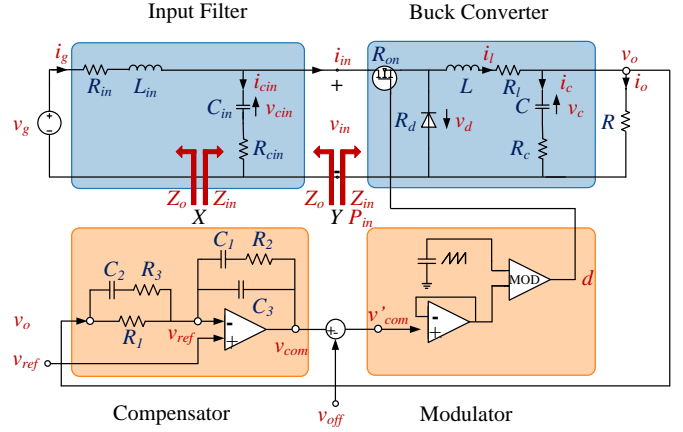 Input Filter
Buck Converter
i_g
R_in
L_in
i_cin
C_in
v_cin
R_cin
v_g
i_in
+
v_in
-
R_on
L
i_l
R_l
i_c
C
v_c
R_c
R_d
v_d
v_o
i_o
R
Z_o
Z_in
X
Z_o
Z_in
Y
P_in
C_1
R_2
C_2
R_3
C_3
R_1
v_o
v_ref
-
+
v_com
v_ref
+
-
v'_com
-
+
MOD
d
v_off
Compensator
Modulator